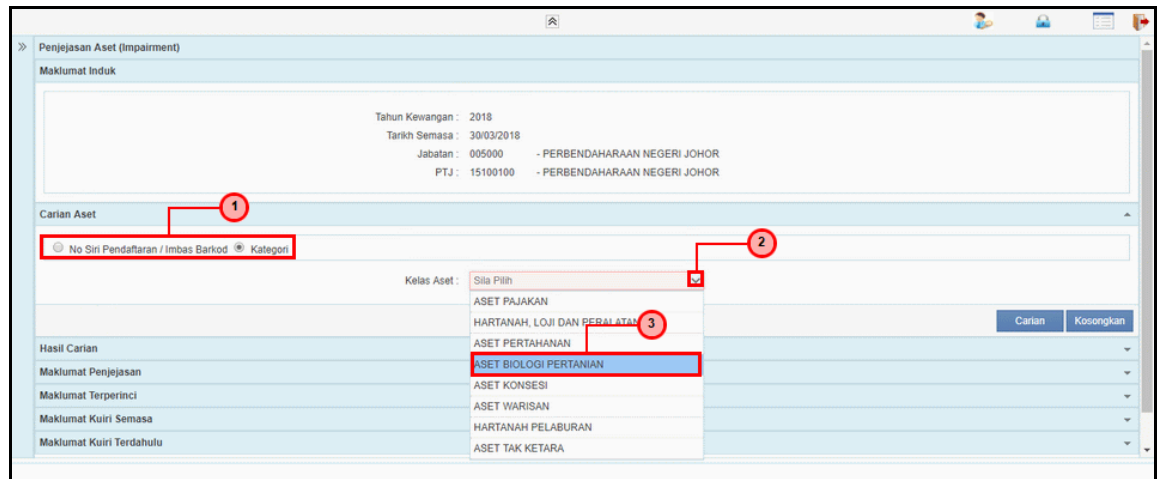 Penjejasan Aset (Impairment)
Maklumat Induk
Tahun Kewangan : 2018
Tarikh Semasa : 30/03/2018
Jabatan : 005000 - PERBENDAHARAAN NEGERI JOHOR
PTJ : 15100100 - PERBENDAHARAAN NEGERI JOHOR
Carian Aset
1
No Siri Pendaftaran / Imbas Barkod Kategori
2
Kelas Aset : Sila Pilih
ASET PAJAKAN
HARTANAH, LOJI DAN PERALATAN
3
Carian Kosongkan
ASET PERTAHANAN
ASET BIOLOGI PERTANIAN
ASET KONSESI
ASET WARISAN
HARTANAH PELABURAN
ASET TAK KETARA
Hasil Carian
Maklumat Penjejasan
Maklumat Terperinci
Maklumat Kuiri Semasa
Maklumat Kuiri Terdahulu